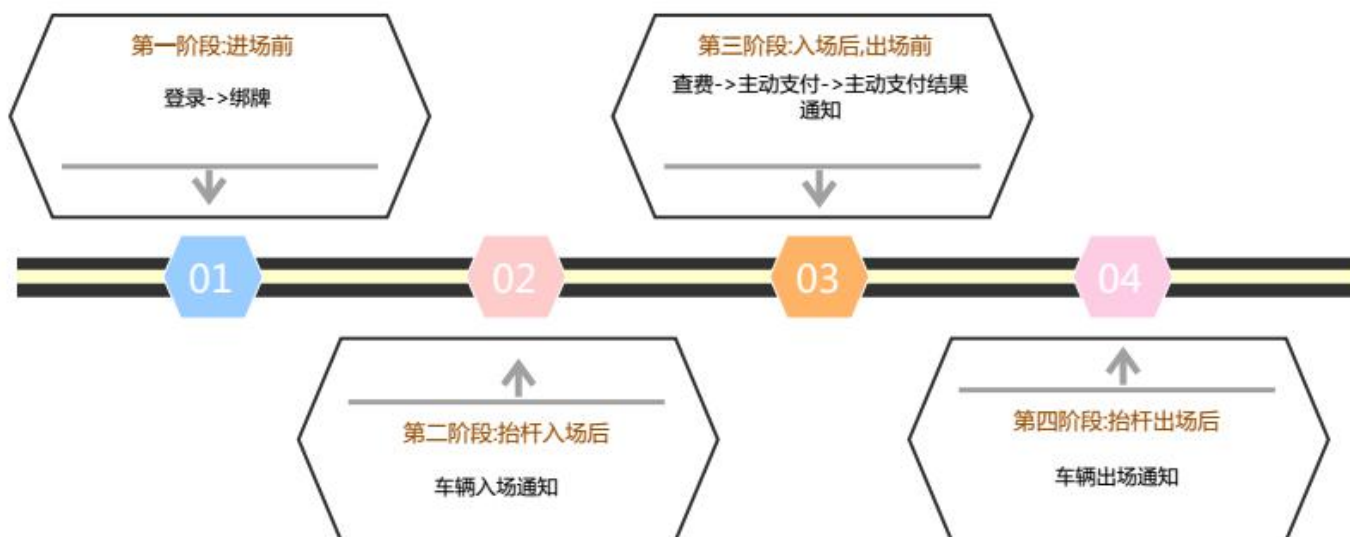 第一阶段:进场前
登录->绑牌
第三阶段:入场后,出场前
查费->主动支付->主动支付结果
通知
01
02
03
04
第二阶段:抬杆入场后
车辆入场通知
第四阶段:抬杆出场后
车辆出场通知